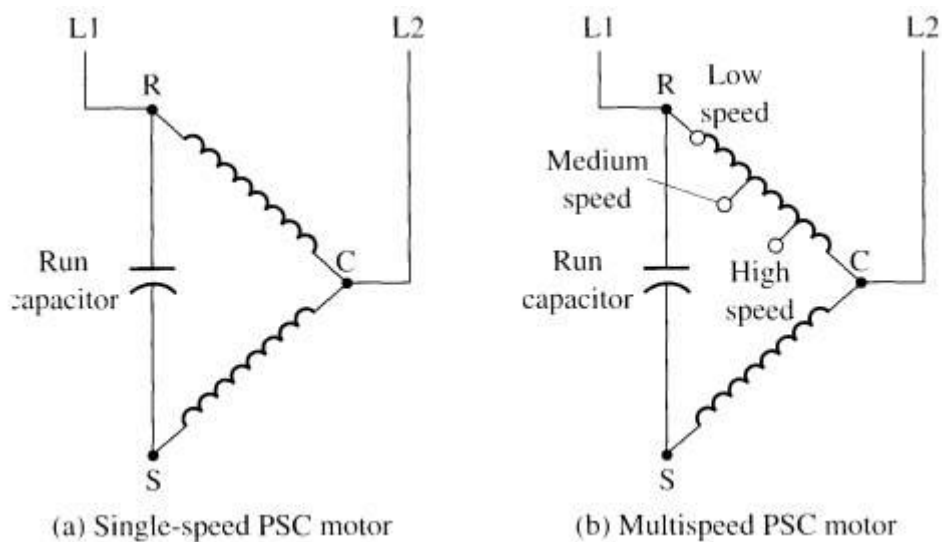 L1
L2
R
Run
capacitor
C
S
(a) Single-speed PSC motor
L1
L2
R
Low
speed
Medium
speed
Run
capacitor
C
High
speed
S
(b) Multispeed PSC motor